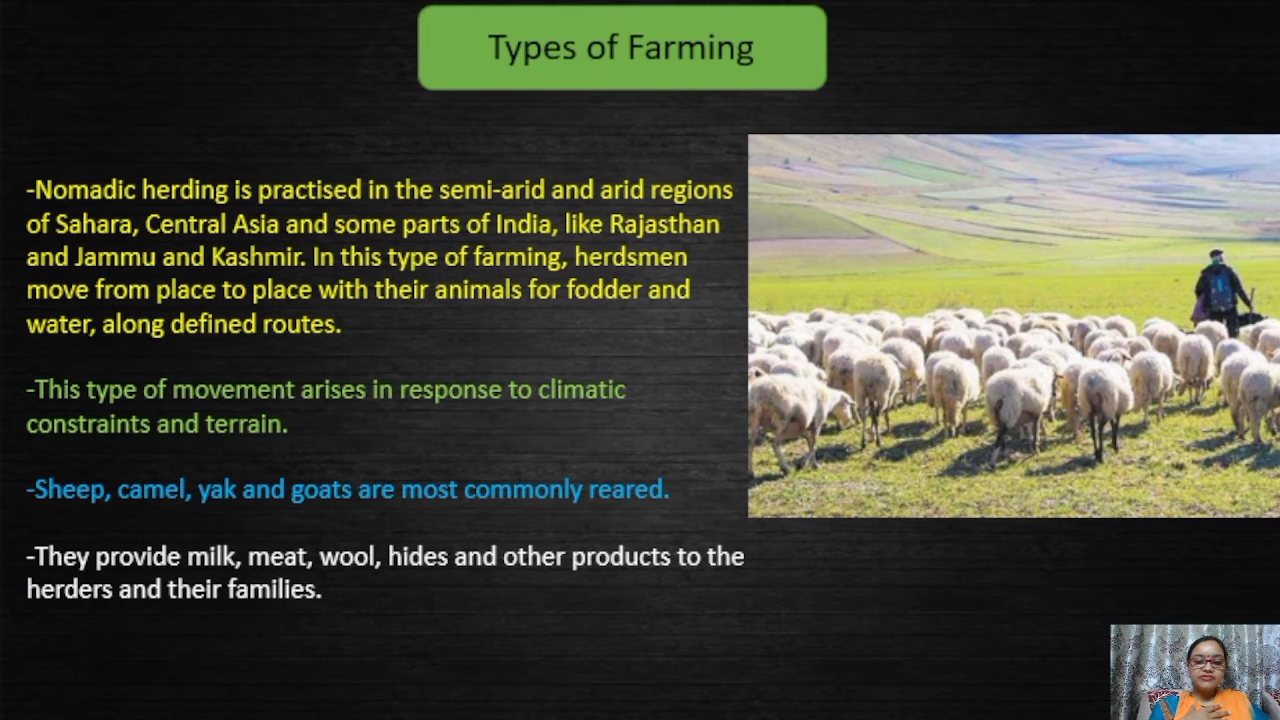 Types of Farming
-Nomadic herding is practised in the semi-arid and arid regions
of Sahara, Central Asia and some parts of India, like Rajasthan
and Jammu and Kashmir. In this type of farming, herdsmen
move from place to place with their animals for fodder and
water, along defined routes.
-This type of movement arises in response to climatic
constraints and terrain.
-Sheep, camel, yak and goats are most commonly reared.
-They provide milk, meat, wool, hides and other products to the
herders and their families.